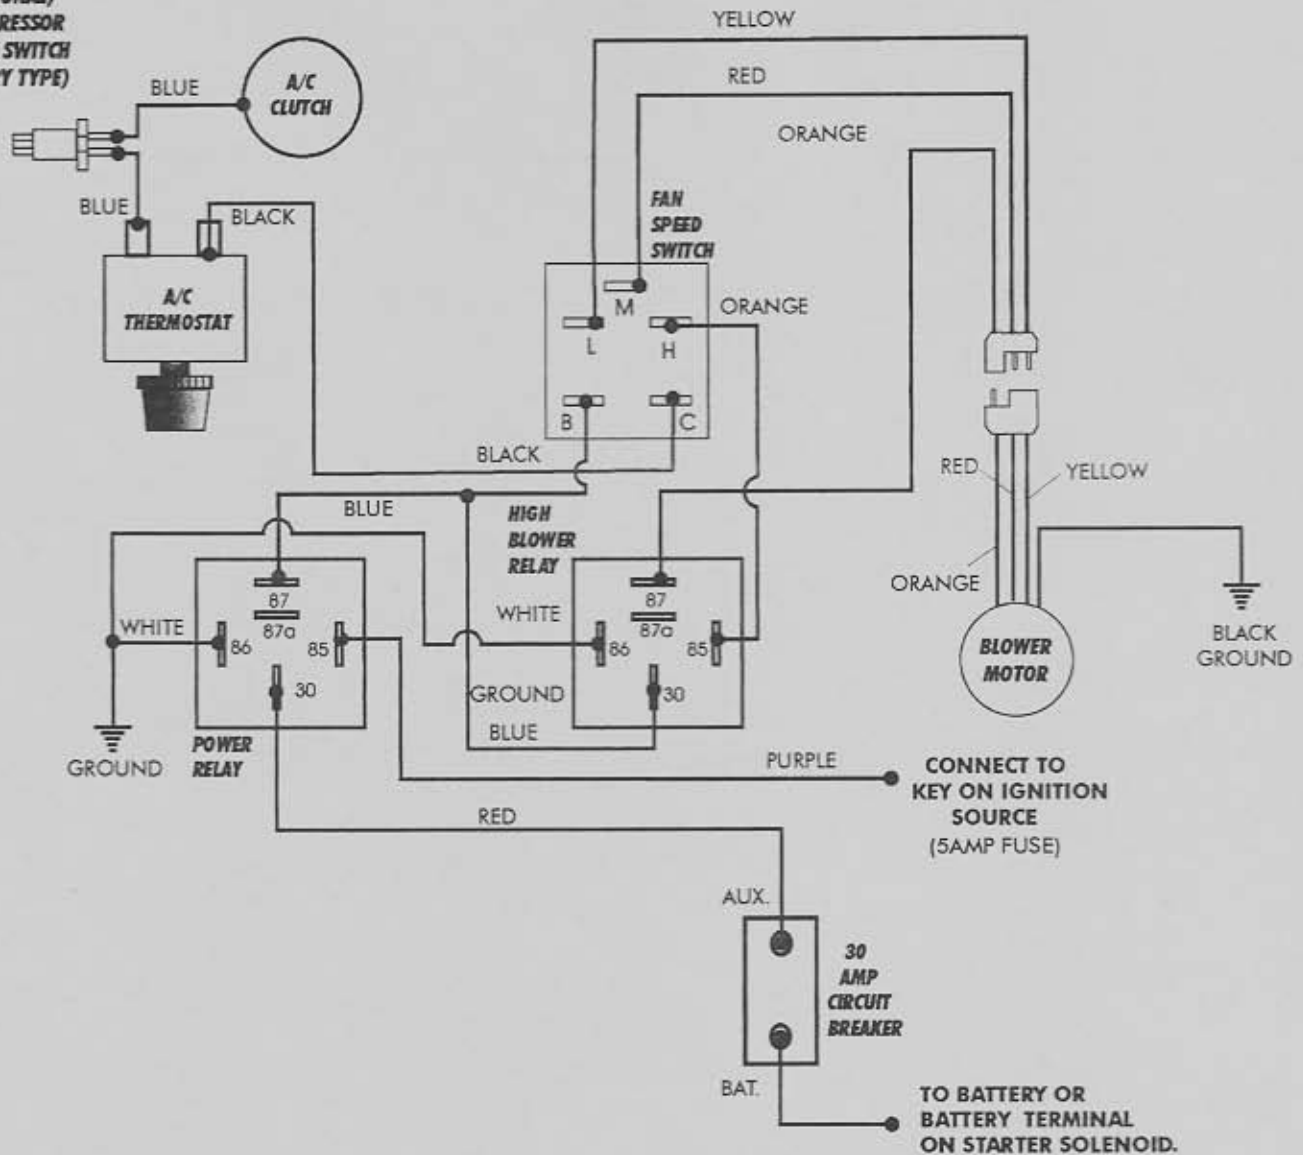 RESSOR
SWITCH
Y TYPE)
BLUE
A/C
CLUTCH
BLUE
BLACK
A/C
THERMOSTAT
YELLOW
RED
ORANGE
FAN
SPEED
SWITCH
M
ORANGE
L
H
B
C
BLACK
BLUE
HIGH
BLOWER
RELAY
RED
YELLOW
ORANGE
BLOWER
MOTOR
BLACK
GROUND
WHITE
87
87a
86
85
30
POWER
RELAY
GROUND
WHITE
87
87a
86
85
30
GROUND
BLUE
PURPLE
CONNECT TO
KEY ON IGNITION
SOURCE
(5AMP FUSE)
RED
AUX.
30
AMP
CIRCUIT
BREAKER
BAT.
TO BATTERY OR
BATTERY TERMINAL
ON STARTER SOLENOID.